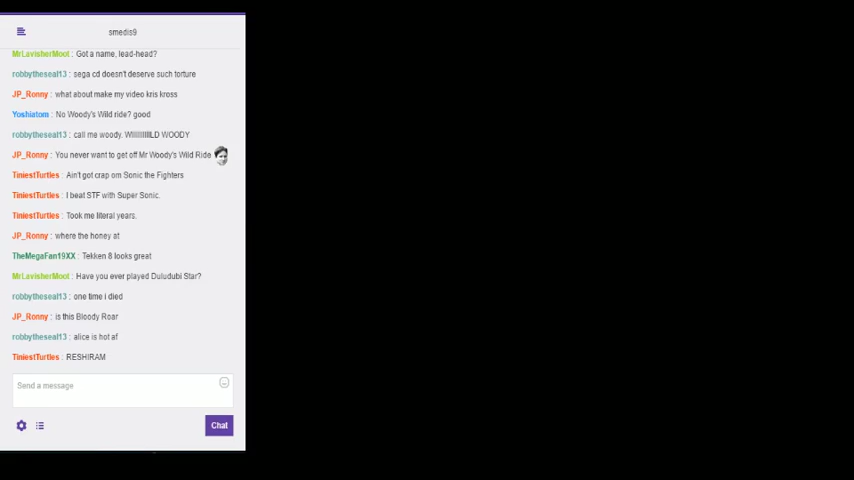 smedis9
MrLavisherMoot : Got a name, lead-head?
robbytheseal13 : sega cd doesn't deserve such torture
JP_Ronny : what about make my video kris kross
Yoshiatom : No Woody's Wild ride? good
robbytheseal13 : call me woody. WIIIIIIIIILD WOODY
JP_Ronny : You never want to get off Mr Woody's Wild Ride
TiniestTurtles : Ain't got crap om Sonic the Fighters
TiniestTurtles : I beat STF with Super Sonic.
TiniestTurtles : Took me literal years.
JP_Ronny : where the honey at
TheMegaFan19XX : Tekken 8 looks great
MrLavisherMoot : Have you ever played Duludubi Star?
robbytheseal13 : one time i died
JP_Ronny : is this Bloody Roar
robbytheseal13 : alice is hot af
TiniestTurtles : RESHIRAM
Send a message
Chat